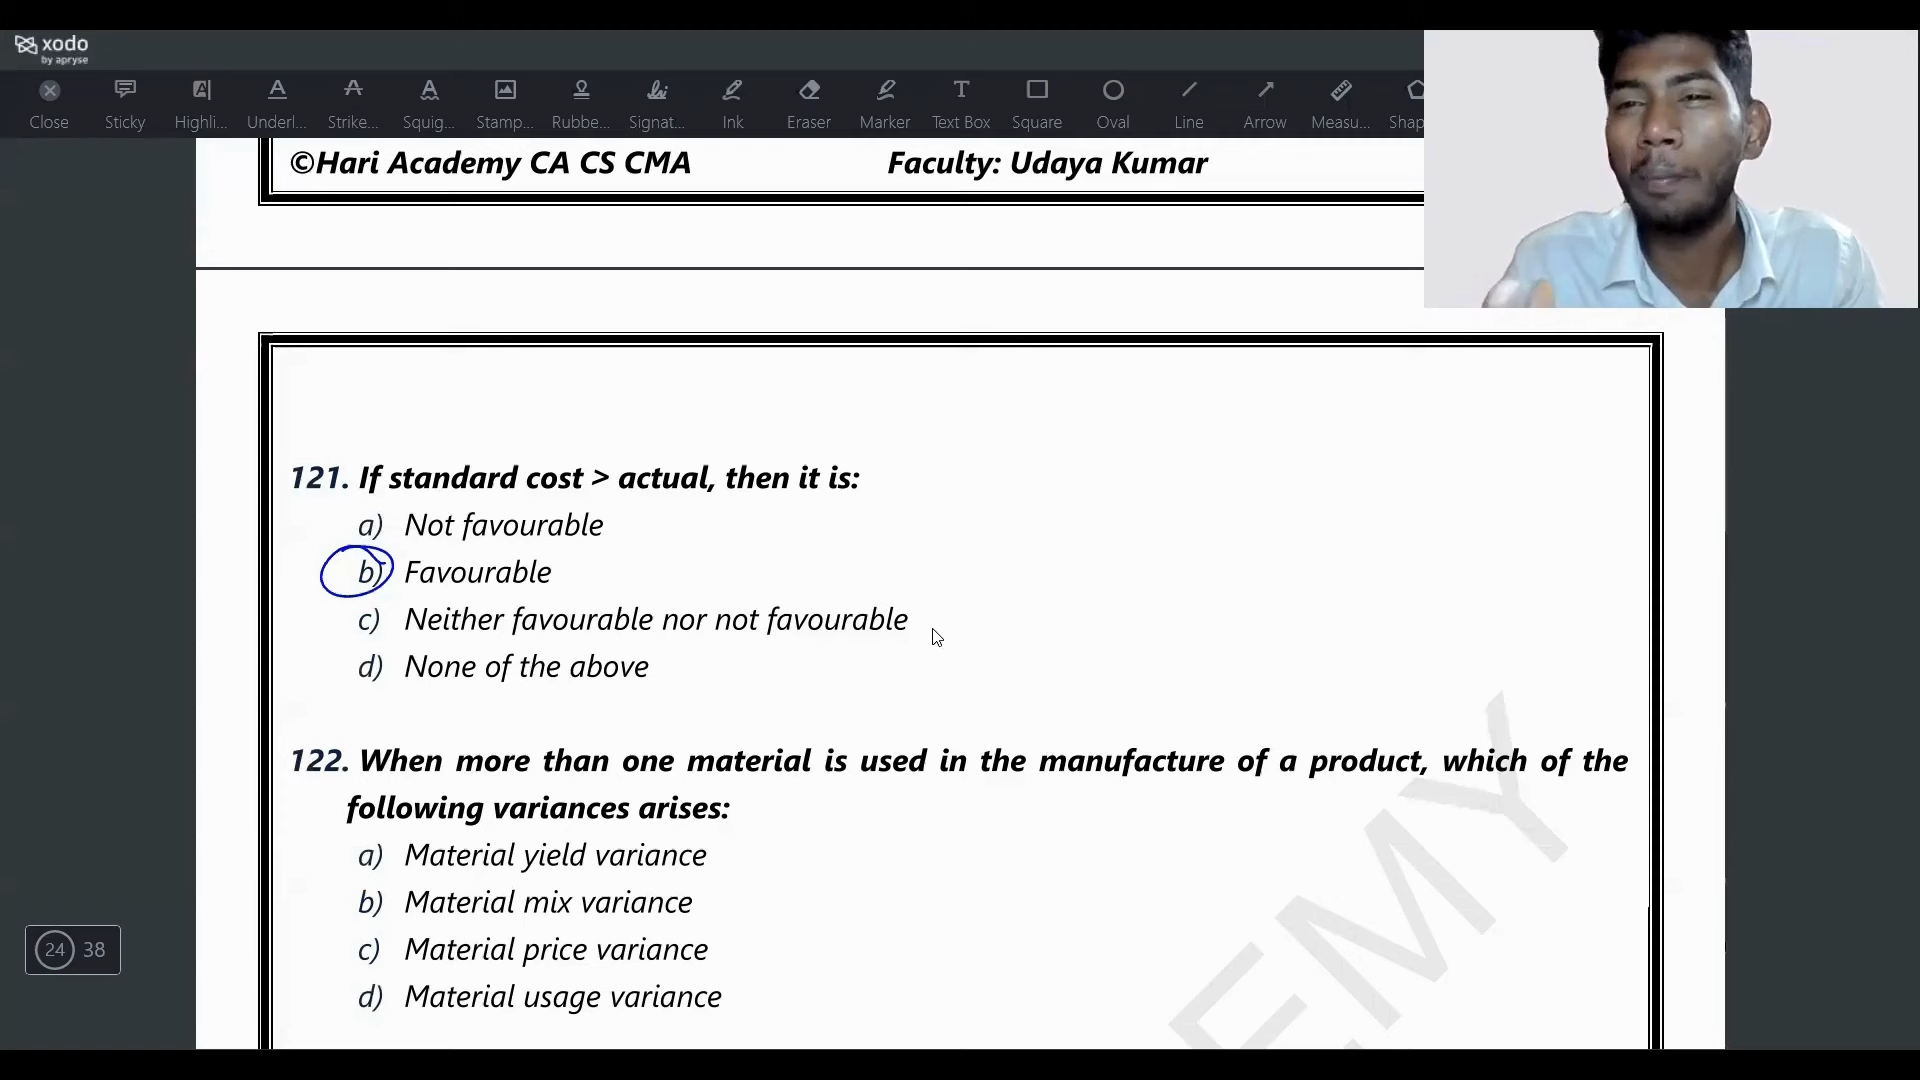 xodo
by apryse
Close Sticky Highli... Underl... Strike... Squig... Stamp... Rubbe... Signat... Ink Eraser Marker Text Box Square Oval Line Arrow Measu... Shap
©Hari Academy CA CS CMA Faculty: Udaya Kumar
121. If standard cost > actual, then it is:
a) Not favourable
b) Favourable
c) Neither favourable nor not favourable
d) None of the above
122. When more than one material is used in the manufacture of a product, which of the
following variances arises:
a) Material yield variance
b) Material mix variance
c) Material price variance
d) Material usage variance
24 38
EMY